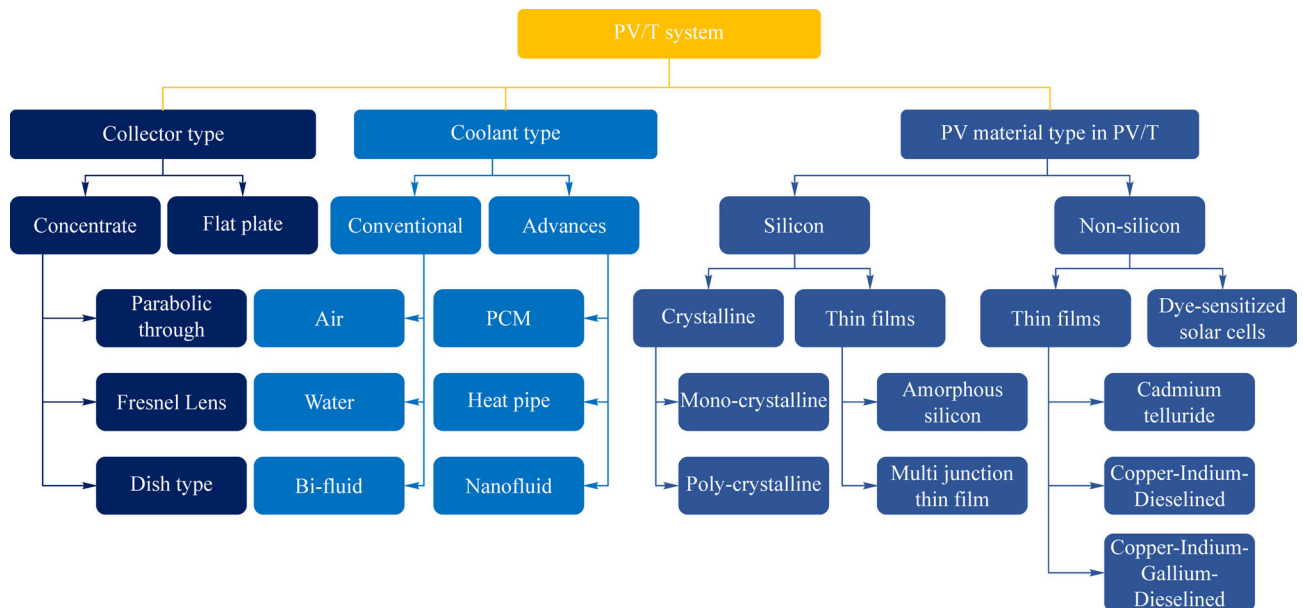 PV/T system
Collector type
Coolant type
PV material type in PV/T
Concentrate
Flat plate
Conventional
Advances
Silicon
Non-silicon
Parabolic
through
Air
PCM
Crystalline
Thin films
Thin films
Dye-sensitized
solar cells
Fresnel Lens
Water
Heat pipe
Mono-crystalline
Amorphous
silicon
Cadmium
telluride
Dish type
Bi-fluid
Nanofluid
Poly-crystalline
Multi junction
thin film
Copper-Indium-
Dieselined
Copper-Indium-
Gallium-
Dieselined